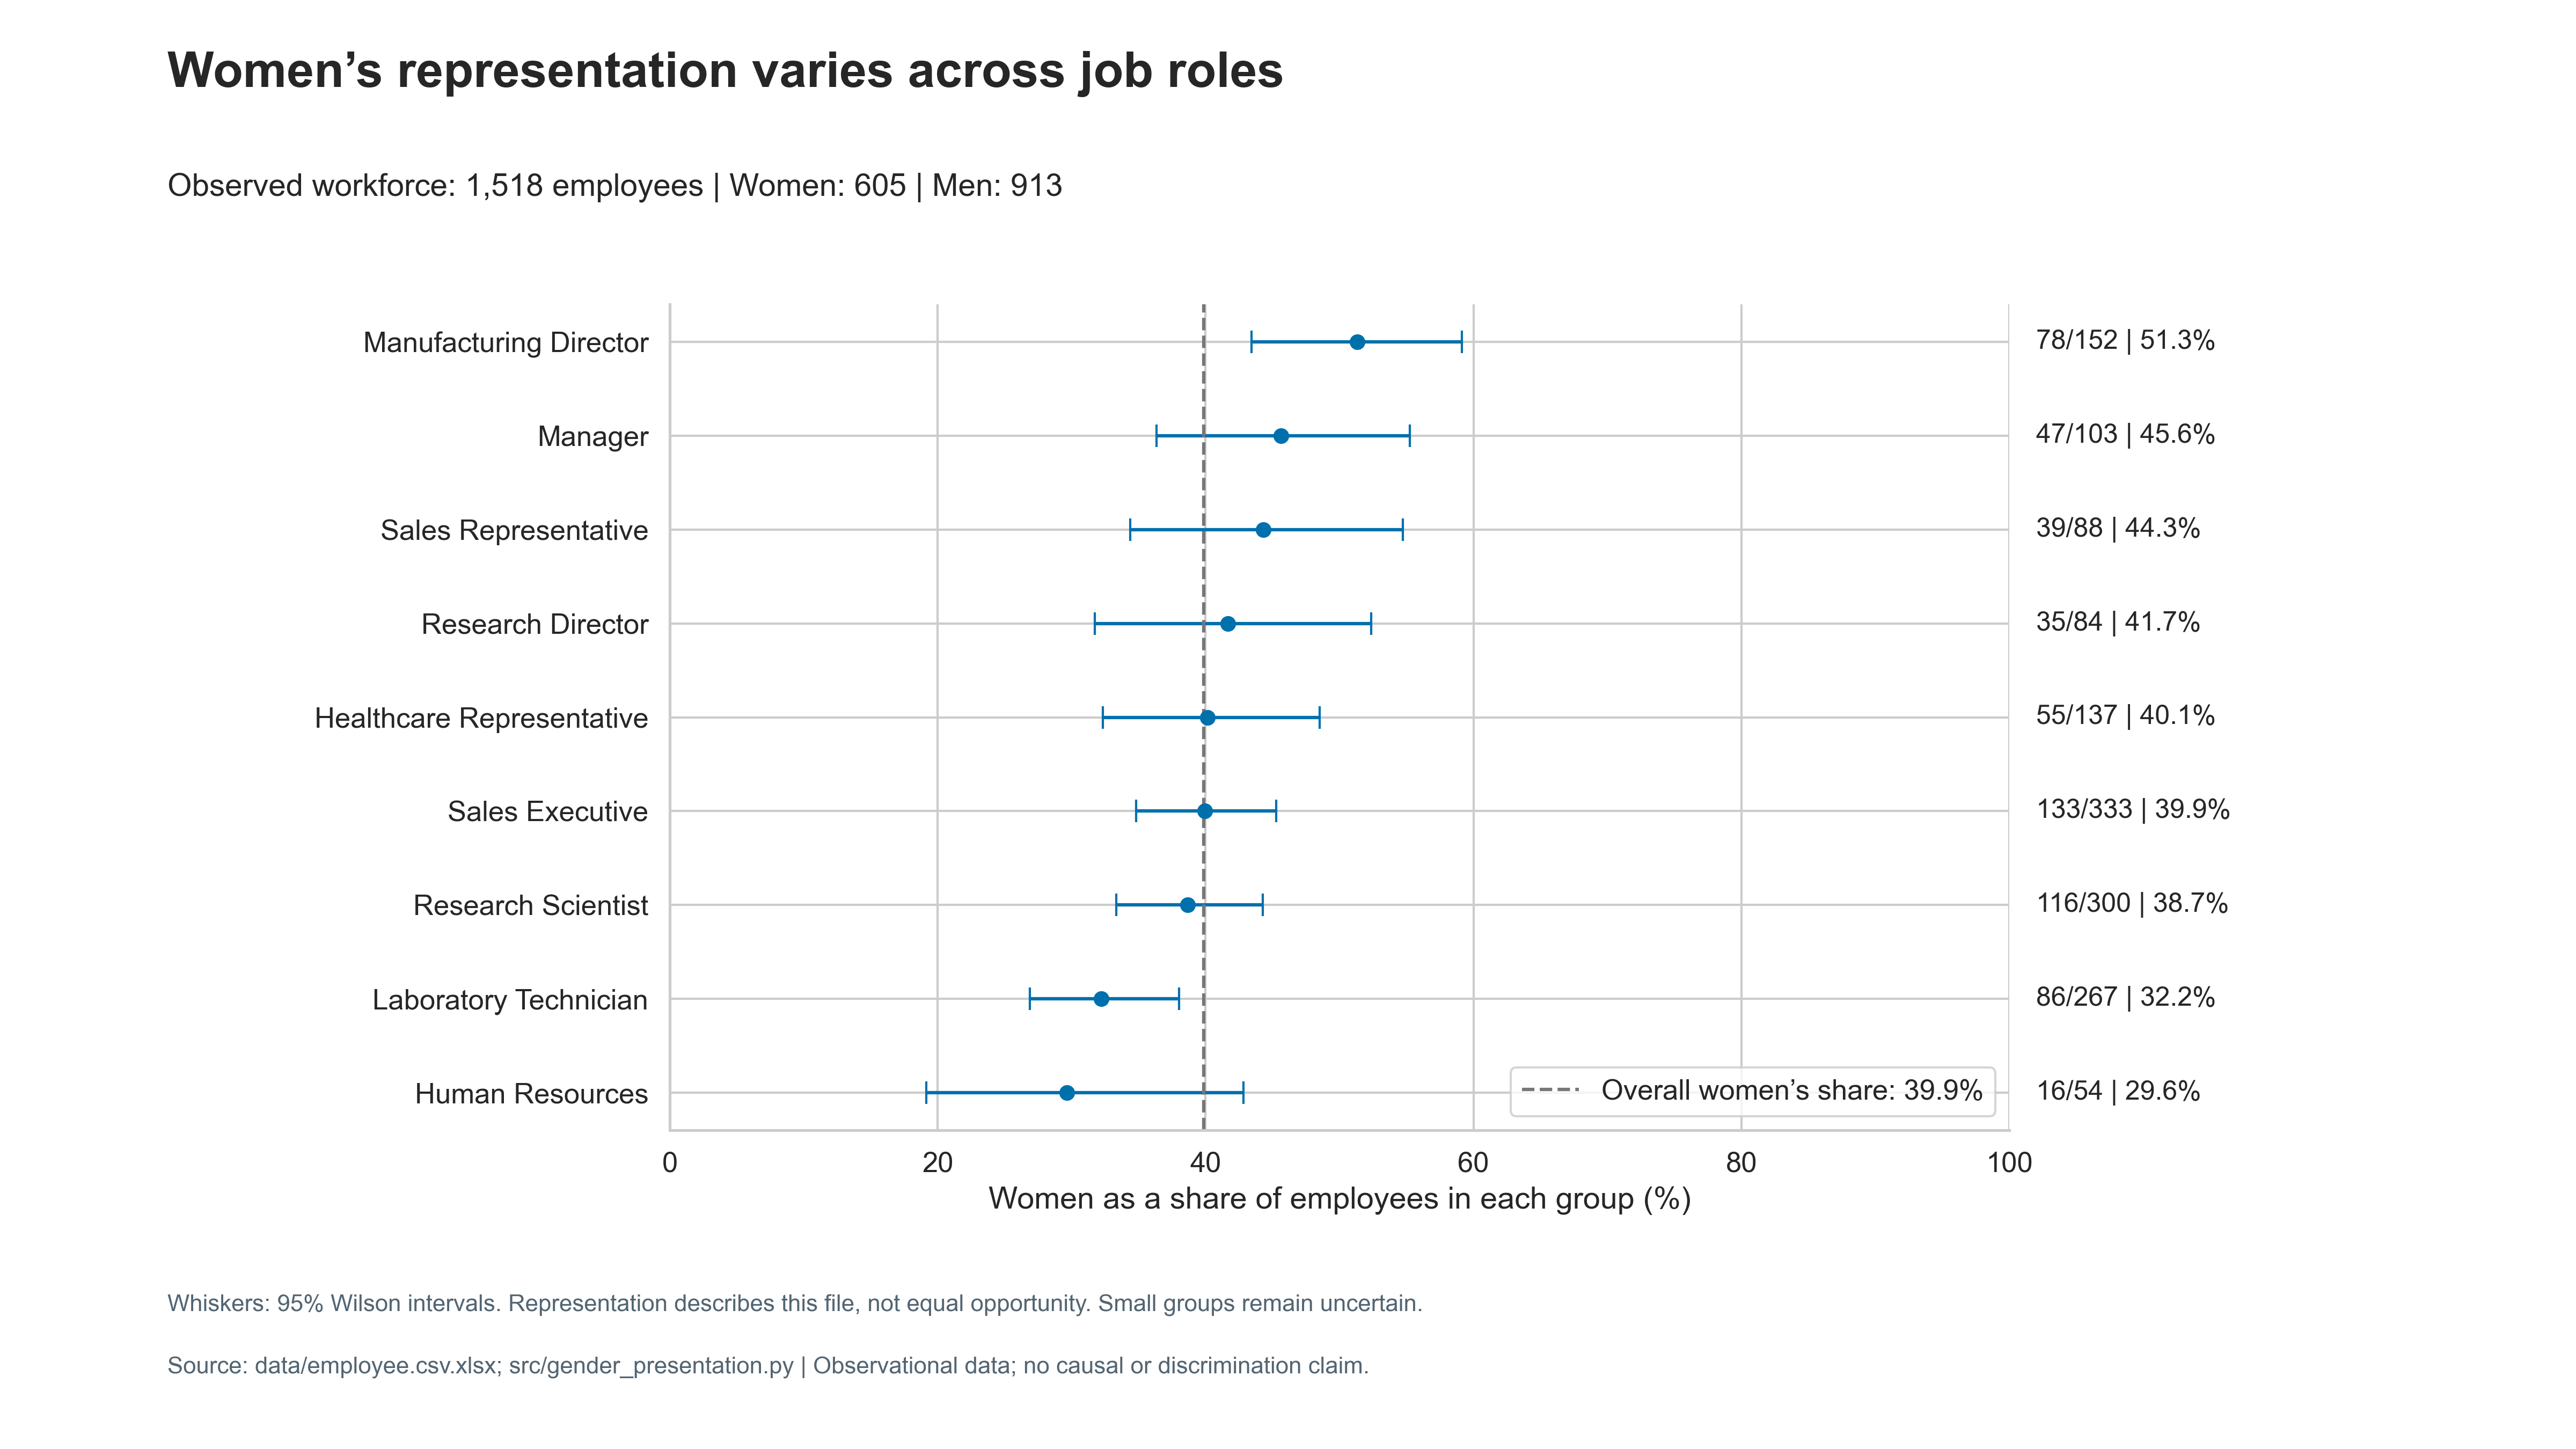 Women’s representation varies across job roles
Observed workforce: 1,518 employees | Women: 605 | Men: 913
Manufacturing Director 78/152 | 51.3%
Manager 47/103 | 45.6%
Sales Representative 39/88 | 44.3%
Research Director 35/84 | 41.7%
Healthcare Representative 55/137 | 40.1%
Sales Executive 133/333 | 39.9%
Research Scientist 116/300 | 38.7%
Laboratory Technician 86/267 | 32.2%
Human Resources Overall women’s share: 39.9% 16/54 | 29.6%
0 20 40 60 80 100
Women as a share of employees in each group (%)
Whiskers: 95% Wilson intervals. Representation describes this file, not equal opportunity. Small groups remain uncertain.
Source: data/employee.csv.xlsx; src/gender_presentation.py | Observational data; no causal or discrimination claim.